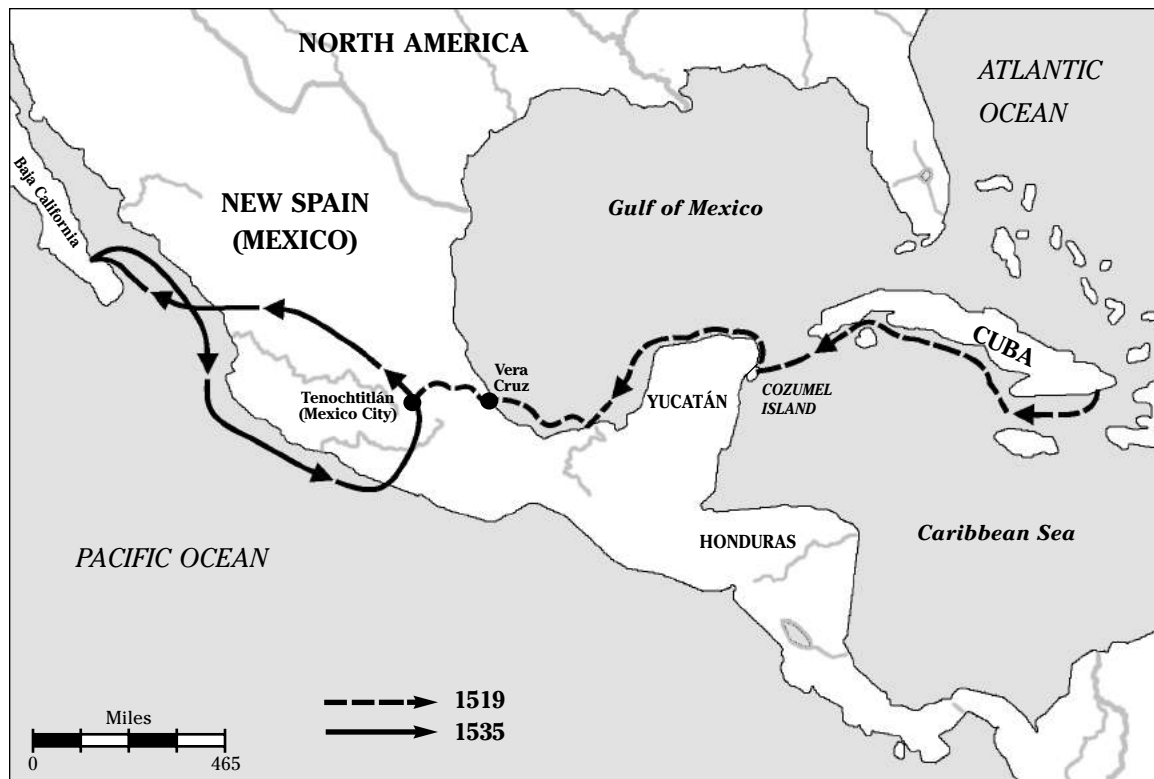 NORTH AMERICA
ATLANTIC
OCEAN
Baja California
NEW SPAIN
(MEXICO)
Gulf of Mexico
CUBA
Vera
Cruz
Tenochtitlán
(Mexico City)
YUCATÁN
COZUMEL
ISLAND
HONDURAS
Caribbean Sea
PACIFIC OCEAN
1519
1535
Miles
0 465